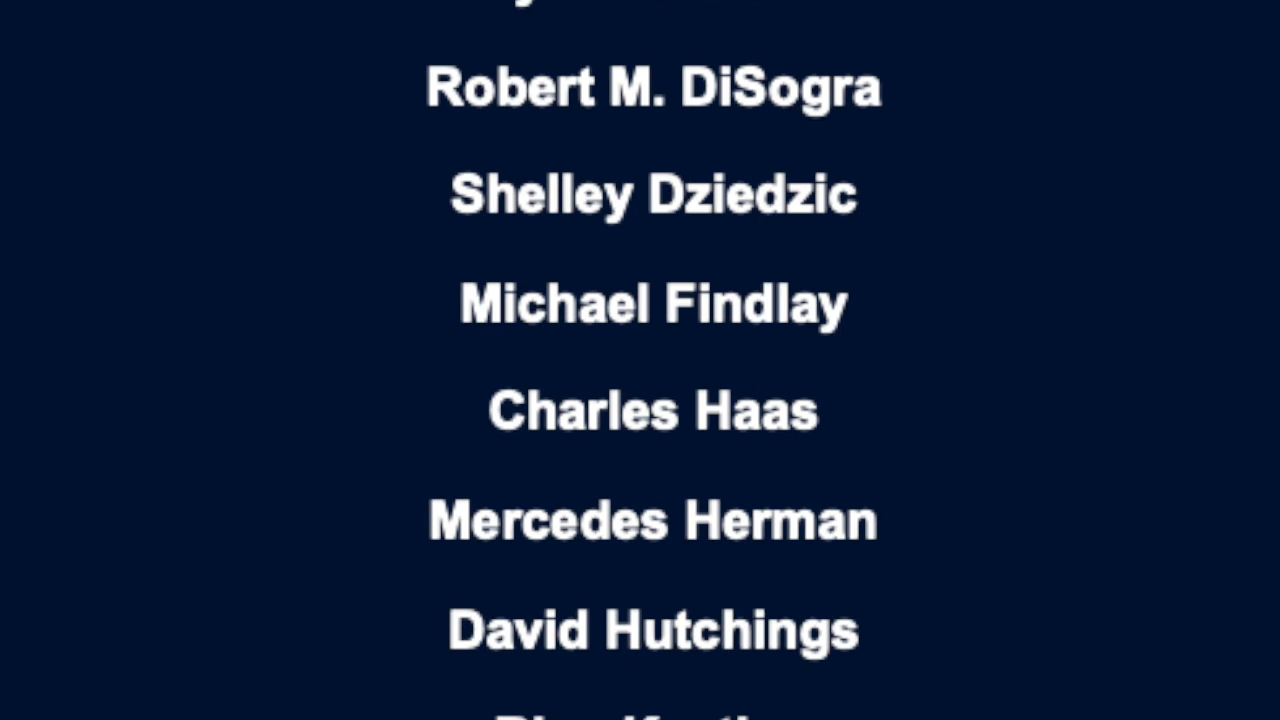 Robert M. DiSogra
Shelley Dziedzic
Michael Findlay
Charles Haas
Mercedes Herman
David Hutchings